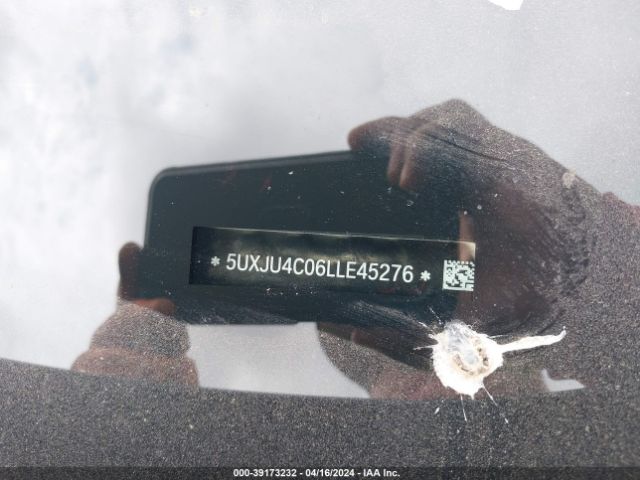 * 5UXJU4C06LLE45276 *
000-39173232 - 04/16/2024 - IAA Inc.